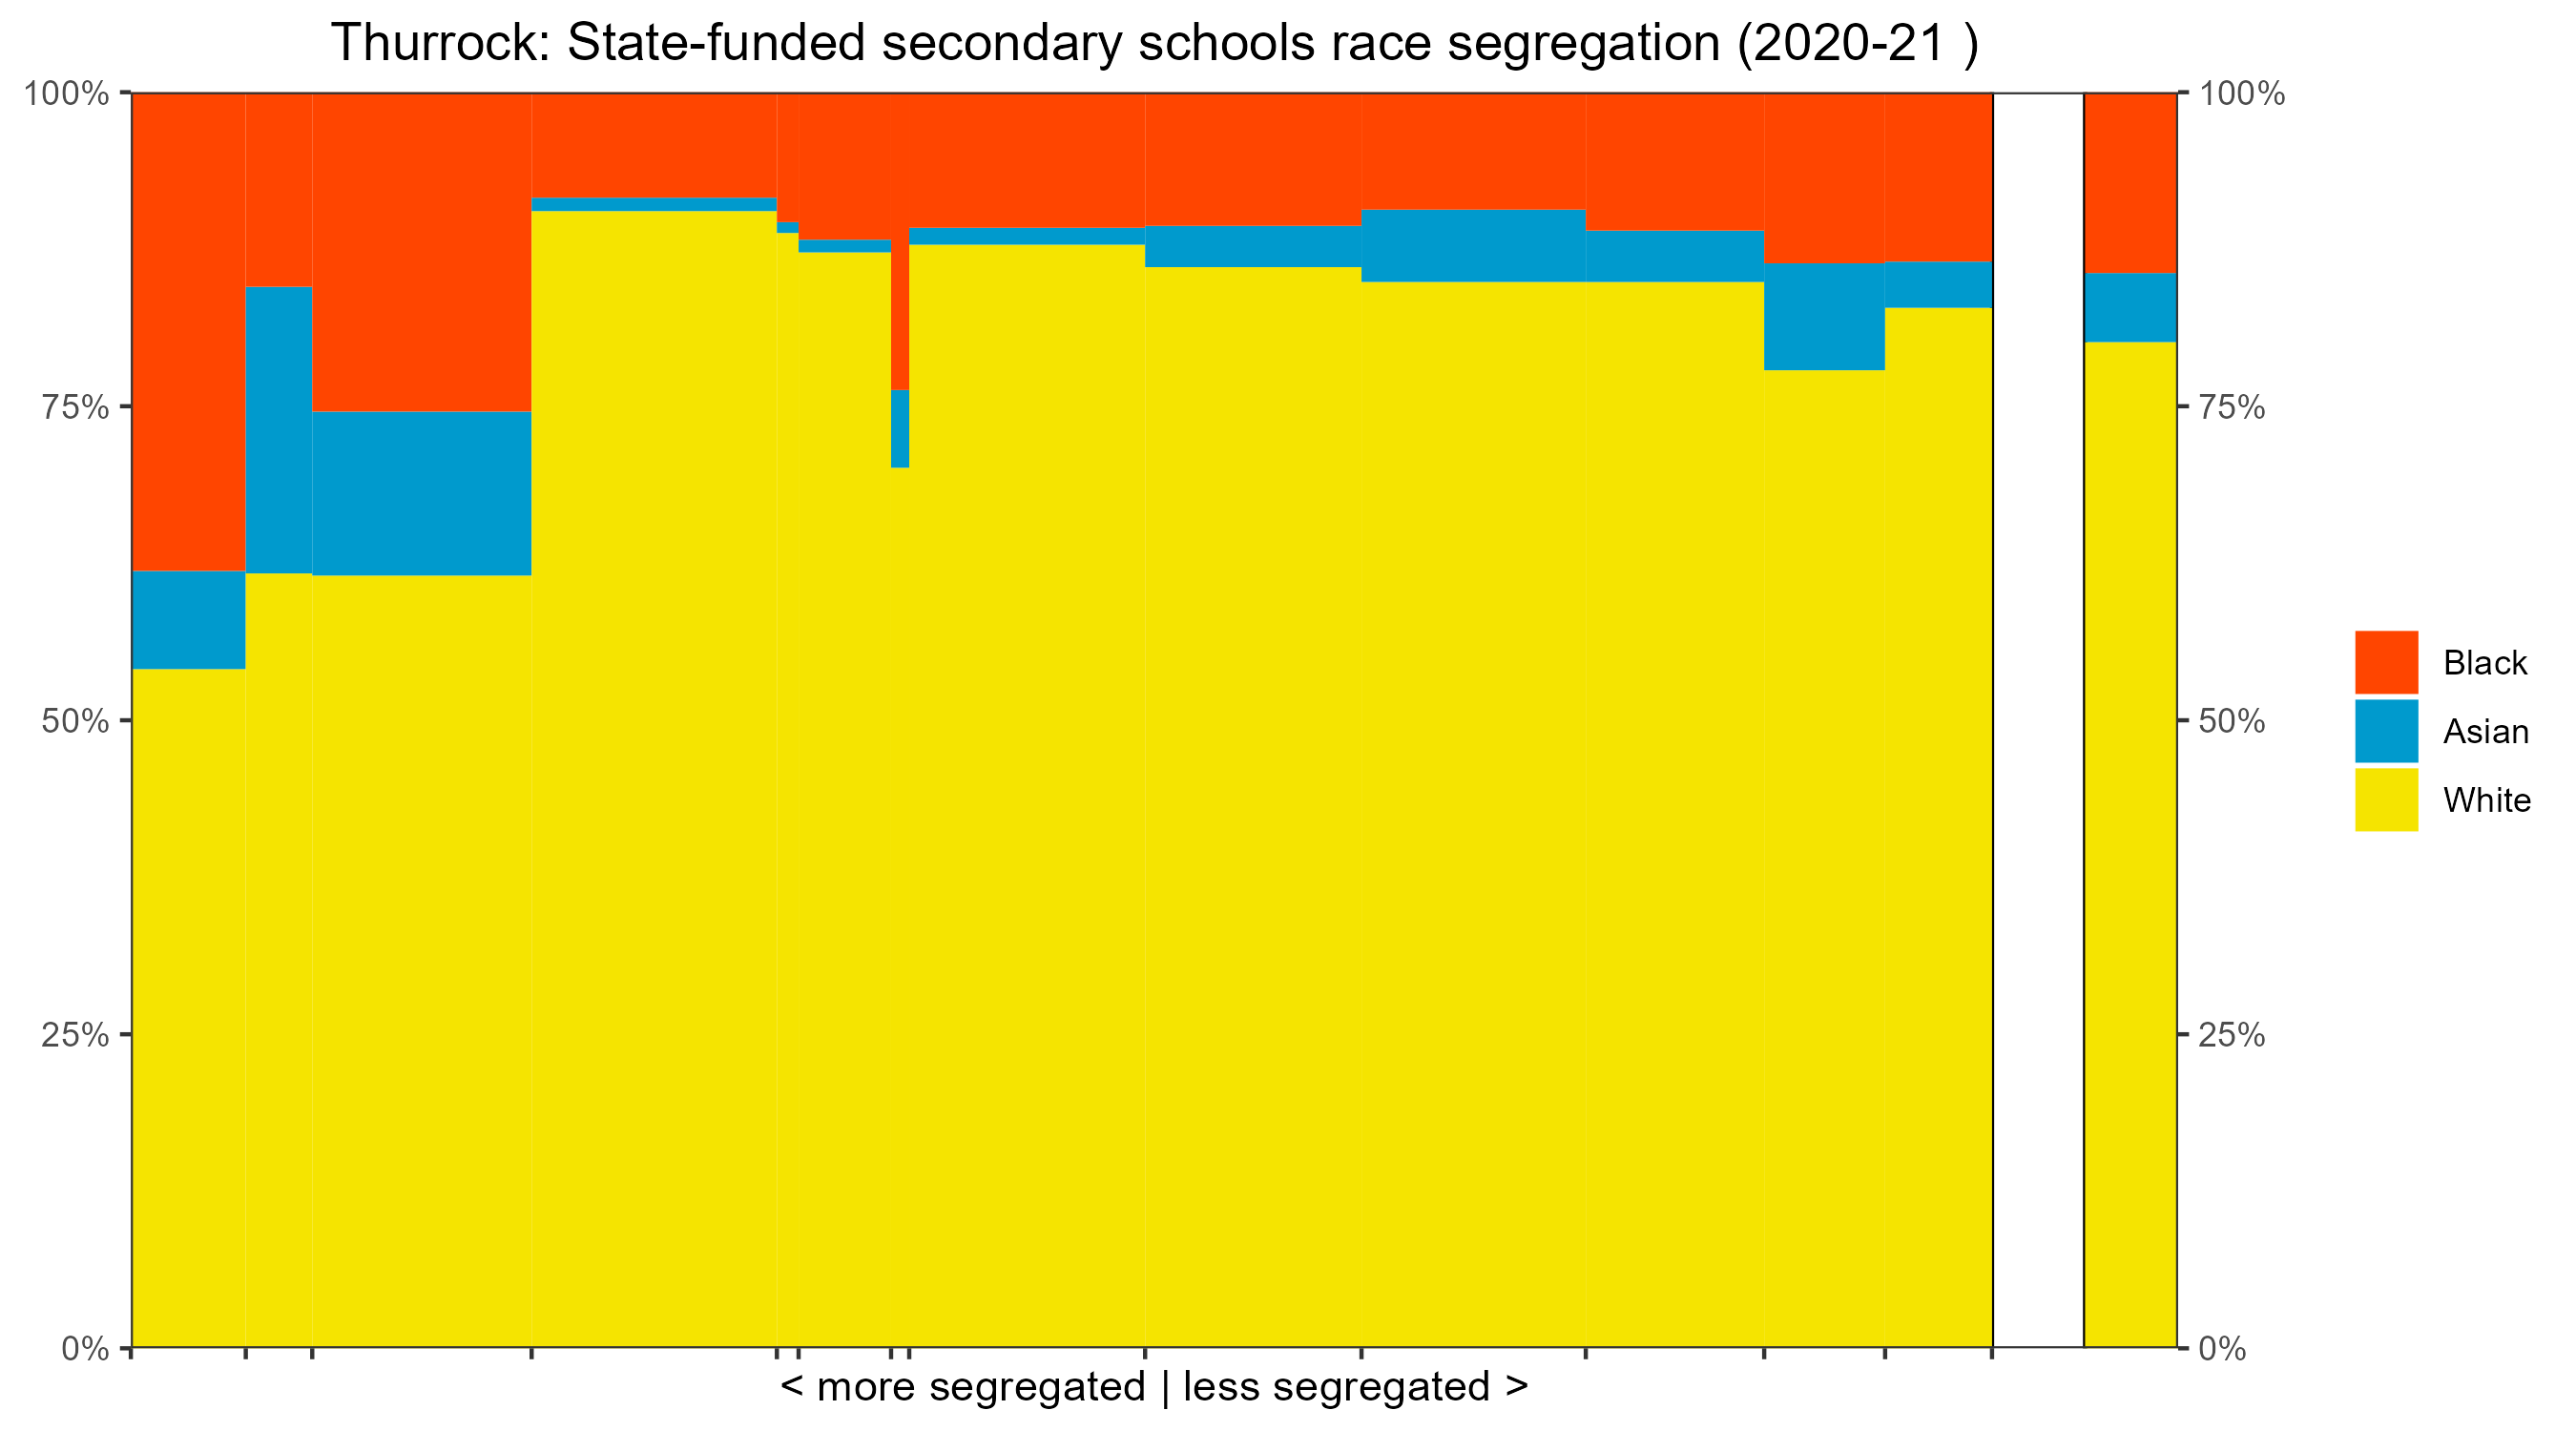 Thurrock: State-funded secondary schools race segregation (2020-21 )
100%
75%
50%
25%
0%
100%
75%
50%
25%
0%
Black
Asian
White
< more segregated | less segregated >